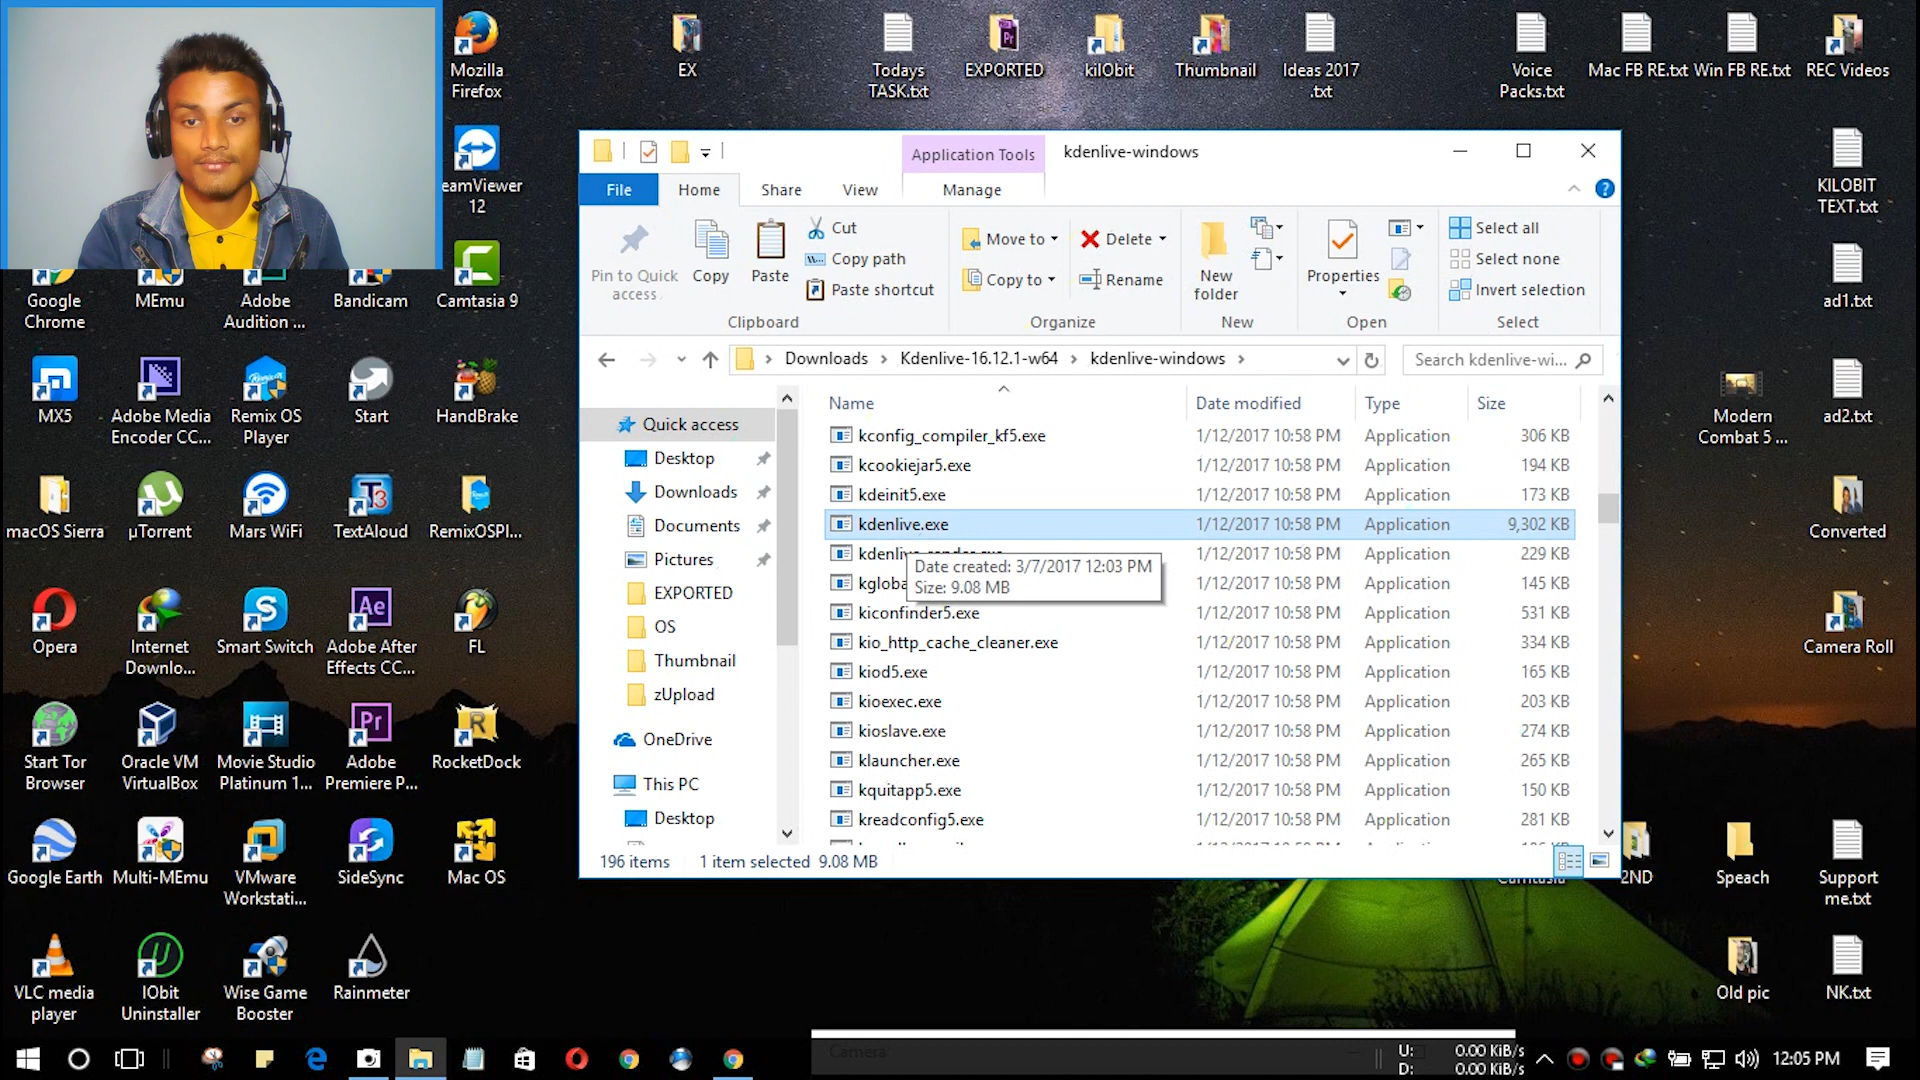 Mozilla
Firefox
EX
Todays
TASK.txt
EXPORTED
kilObit
Thumbnail
Ideas 2017
.txt
Voice
Packs.txt
Mac FB RE.txt
Win FB RE.txt
REC Videos
eamViewer
12
KILOBIT
TEXT.txt
Google
Chrome
MEmu
Adobe
Audition ...
Bandicam
Camtasia 9
ad1.txt
MX5
Adobe Media
Encoder CC...
Remix OS
Player
Start
HandBrake
Modern
Combat 5 ...
ad2.txt
macOS Sierra
µTorrent
Mars WiFi
TextAloud
RemixOSPl...
Converted
Opera
Internet
Downlo...
Smart Switch
Adobe After
Effects CC...
FL
Camera Roll
Start Tor
Browser
Oracle VM
VirtualBox
Movie Studio
Platinum 1...
Adobe
Premiere P...
RocketDock
Google Earth
Multi-MEmu
VMware
Workstati...
SideSync
Mac OS
Camtasia
2ND
Speach
Support
me.txt
VLC media
player
IObit
Uninstaller
Wise Game
Booster
Rainmeter
Old pic
NK.txt
Application Tools
kdenlive-windows
File
Home
Share
View
Manage
Pin to Quick
access
Copy
Paste
Cut
Copy path
Paste shortcut
Clipboard
Move to
Copy to
Delete
Rename
Organize
New
folder
New
Properties
Open
Select all
Select none
Invert selection
Select
Downloads
Kdenlive-16.12.1-w64
kdenlive-windows
Search kdenlive-wi...
Quick access
Desktop
Downloads
Documents
Pictures
EXPORTED
OS
Thumbnail
zUpload
OneDrive
This PC
Desktop
Name Date modified Type Size
kconfig_compiler_kf5.exe 1/12/2017 10:58 PM Application 306 KB
kcookiejar5.exe 1/12/2017 10:58 PM Application 194 KB
kdeinit5.exe 1/12/2017 10:58 PM Application 173 KB
kdenlive.exe 1/12/2017 10:58 PM Application 9,302 KB
kdenlive_render.exe 1/12/2017 10:58 PM Application 229 KB
Date created: 3/7/2017 12:03 PM
Size: 9.08 MB
kgloba 1/12/2017 10:58 PM Application 145 KB
kiconfinder5.exe 1/12/2017 10:58 PM Application 531 KB
kio_http_cache_cleaner.exe 1/12/2017 10:58 PM Application 334 KB
kiod5.exe 1/12/2017 10:58 PM Application 165 KB
kioexec.exe 1/12/2017 10:58 PM Application 203 KB
kioslave.exe 1/12/2017 10:58 PM Application 274 KB
klauncher.exe 1/12/2017 10:58 PM Application 265 KB
kquitapp5.exe 1/12/2017 10:58 PM Application 150 KB
kreadconfig5.exe 1/12/2017 10:58 PM Application 281 KB
196 items 1 item selected 9.08 MB
Camera
U: 0.00 KiB/s
D: 0.00 KiB/s
12:05 PM